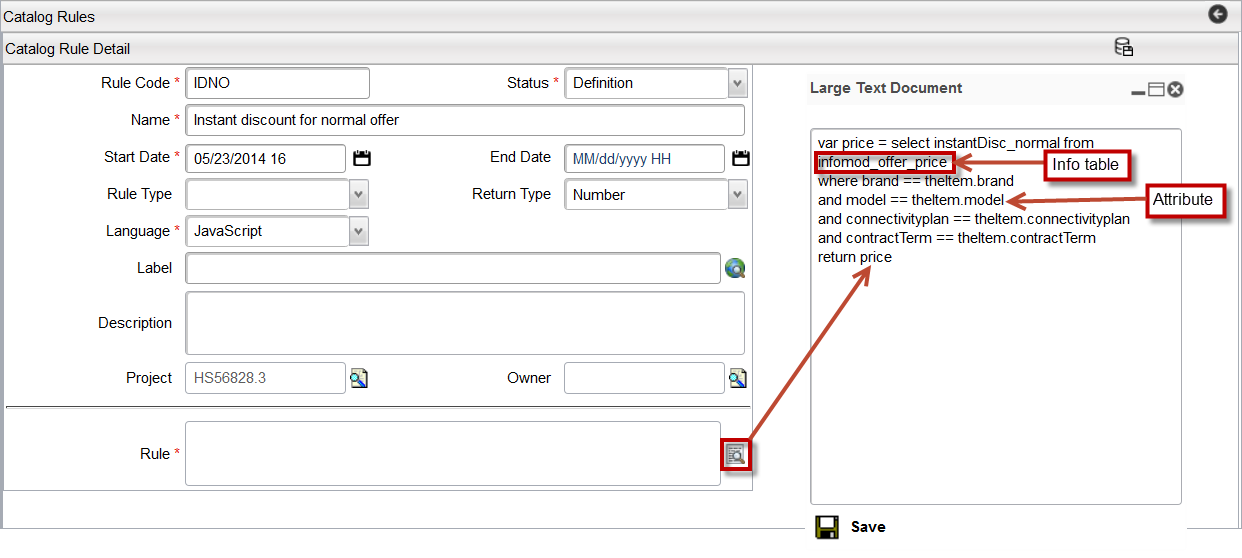 Catalog Rules
Catalog Rule Detail
Rule Code * IDNO Status * Definition
Name * Instant discount for normal offer
Start Date * 05/23/2014 16 End Date MM/dd/yyyy HH
Rule Type Return Type Number
Language * JavaScript
Label
Description
Project HS56828.3 Owner
Rule *
Large Text Document
var price = select instantDisc_normal from
infomod_offer_price
where brand == theItem.brand
and model == theItem.model
and connectivityplan == theItem.connectivityplan
and contractTerm == theItem.contractTerm
return price
Info table
Attribute
Save